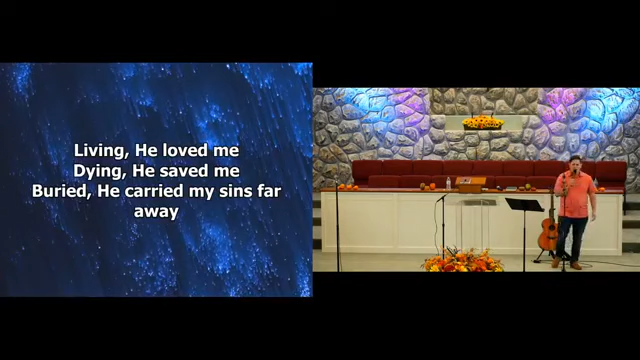 Living, He loved me
Dying, He saved me
Buried, He carried my sins far
away